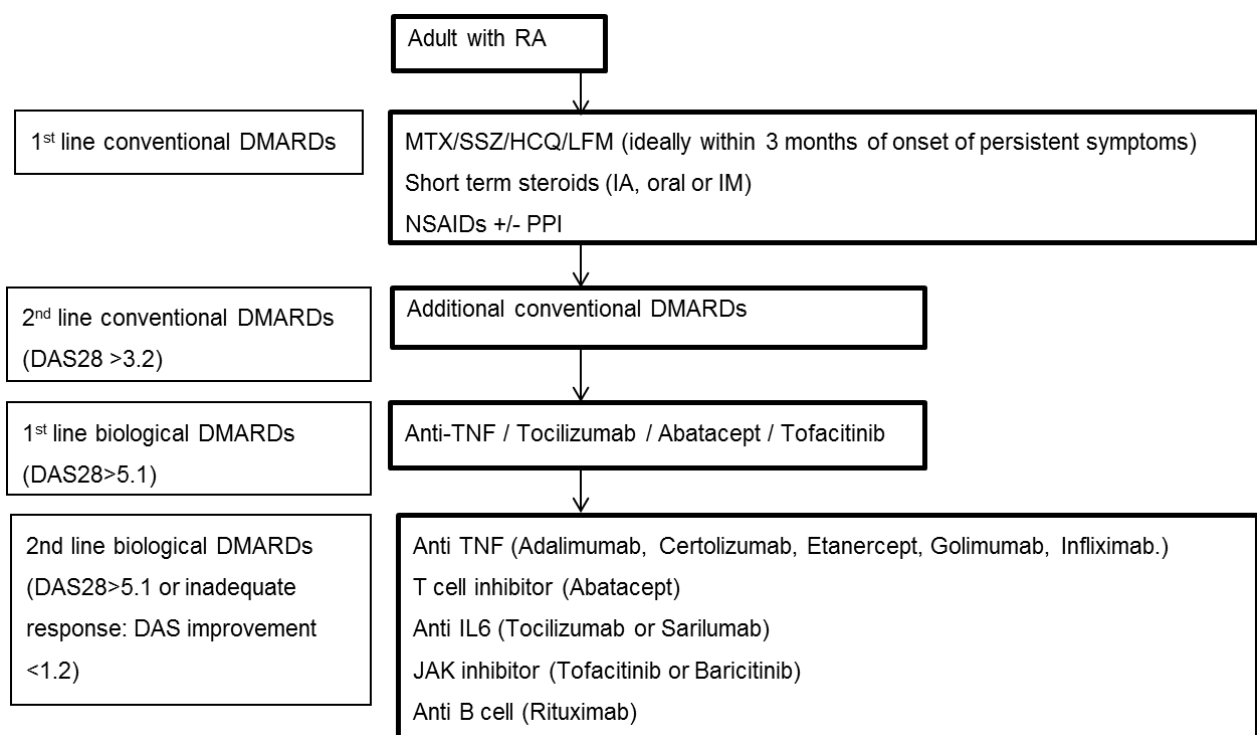 Adult with RA
1st line conventional DMARDs
MTX/SSZ/HCQ/LFM (ideally within 3 months of onset of persistent symptoms)
Short term steroids (IA, oral or IM)
NSAIDs +/- PPI
2nd line conventional DMARDs
(DAS28 >3.2)
Additional conventional DMARDs
1st line biological DMARDs
(DAS28>5.1)
Anti-TNF / Tocilizumab / Abatacept / Tofacitinib
2nd line biological DMARDs
(DAS28>5.1 or inadequate
response: DAS improvement
<1.2)
Anti TNF (Adalimumab, Certolizumab, Etanercept, Golimumab, Infliximab.)
T cell inhibitor (Abatacept)
Anti IL6 (Tocilizumab or Sarilumab)
JAK inhibitor (Tofacitinib or Baricitinib)
Anti B cell (Rituximab)